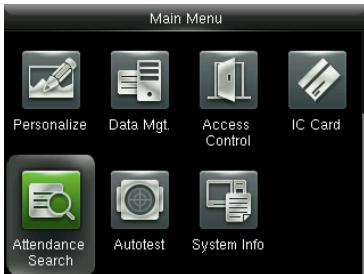 Main Menu
Personalize
Data Mgt.
Access
Control
IC Card
Attendance
Search
Autotest
System Info